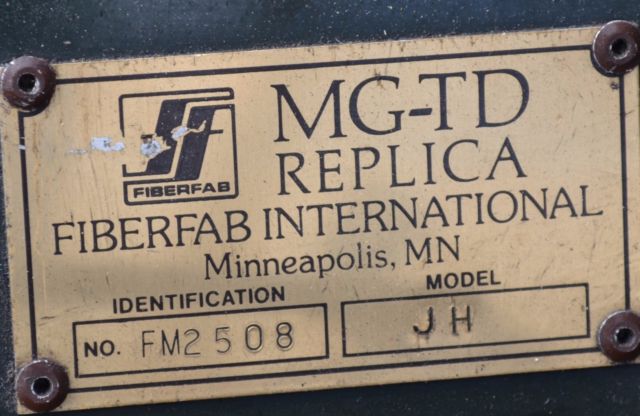 MG-TD
REPLICA
FIBERFAB
FIBERFAB INTERNATIONAL
Minneapolis, MN
IDENTIFICATION MODEL
NO. FM2508 JH